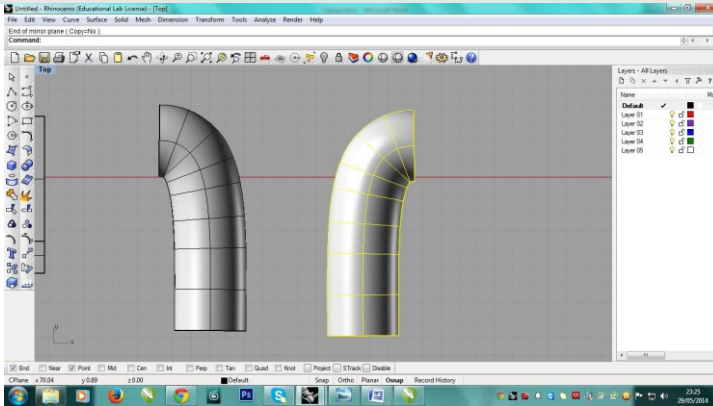 Untitled - Rhinoceros (Educational Lab License) - [Top]
File Edit View Curve Surface Solid Mesh Dimension Transform Tools Analyze Render Help
End of mirror plane ( Copy=No ):
Command:
Top
Layers - All Layers
Name
Default
Layer 01
Layer 02
Layer 03
Layer 04
Layer 05
y
x
End Near Point Mid Cen Int Perp Tan Quad Knot Project STrack Disable
CPlane x 70.04 y 0.89 z 0.00 Default Snap Ortho Planar Osnap Record History
Ps
23:25
29/05/2014